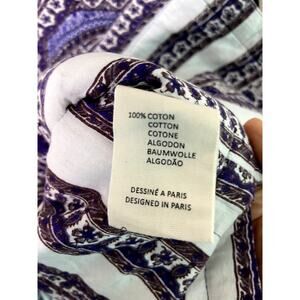 100% COTON
COTTON
COTONE
ALGODON
BAUMWOLLE
ALGODÃO
DESSINÉ A PARIS
DESIGNED IN PARIS